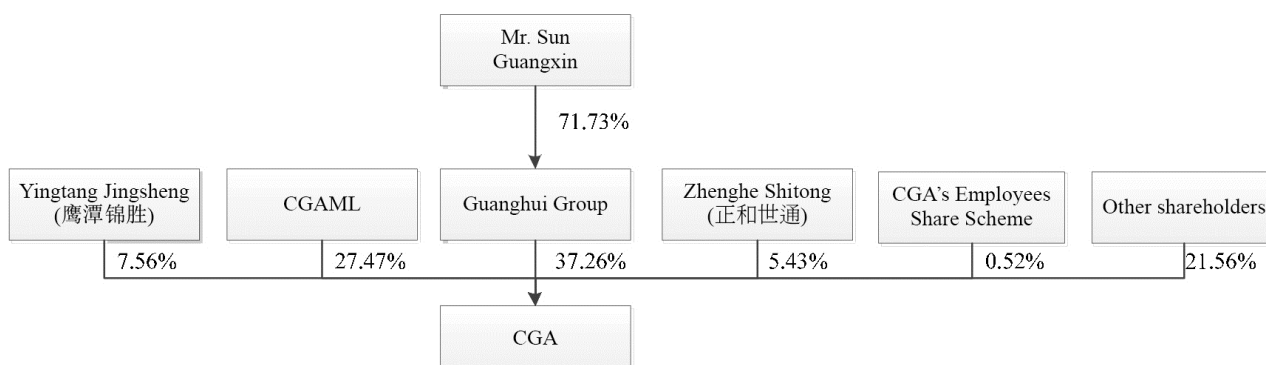 Mr. Sun
Guangxin
71.73%
Yingtang Jingsheng
(鹰潭锦胜)
CGAML
Guanghui Group
Zhenghe Shitong
(正和世通)
CGA's Employees
Share Scheme
Other shareholders
7.56%
27.47%
37.26%
5.43%
0.52%
21.56%
CGA